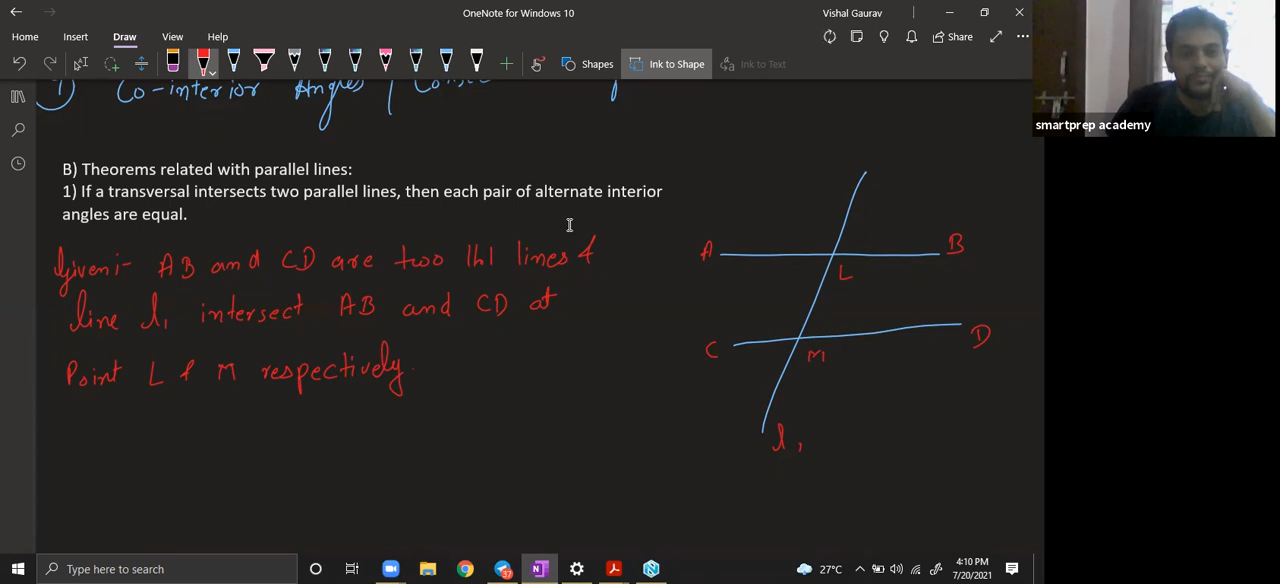 OneNote for Windows 10
Vishal Gaurav
Home Insert Draw View Help
Share
Shapes
Ink to Shape
Ink to Text
smartprep academy
Co-interior Angles
B) Theorems related with parallel lines:
1) If a transversal intersects two parallel lines, then each pair of alternate interior
angles are equal.
Given:- AB and CD are two lhl lines &
line l1 intersect AB and CD at
Point L & M respectively.
A
B
L
C
D
M
l1
Type here to search
37
27°C
4:10 PM
7/20/2021